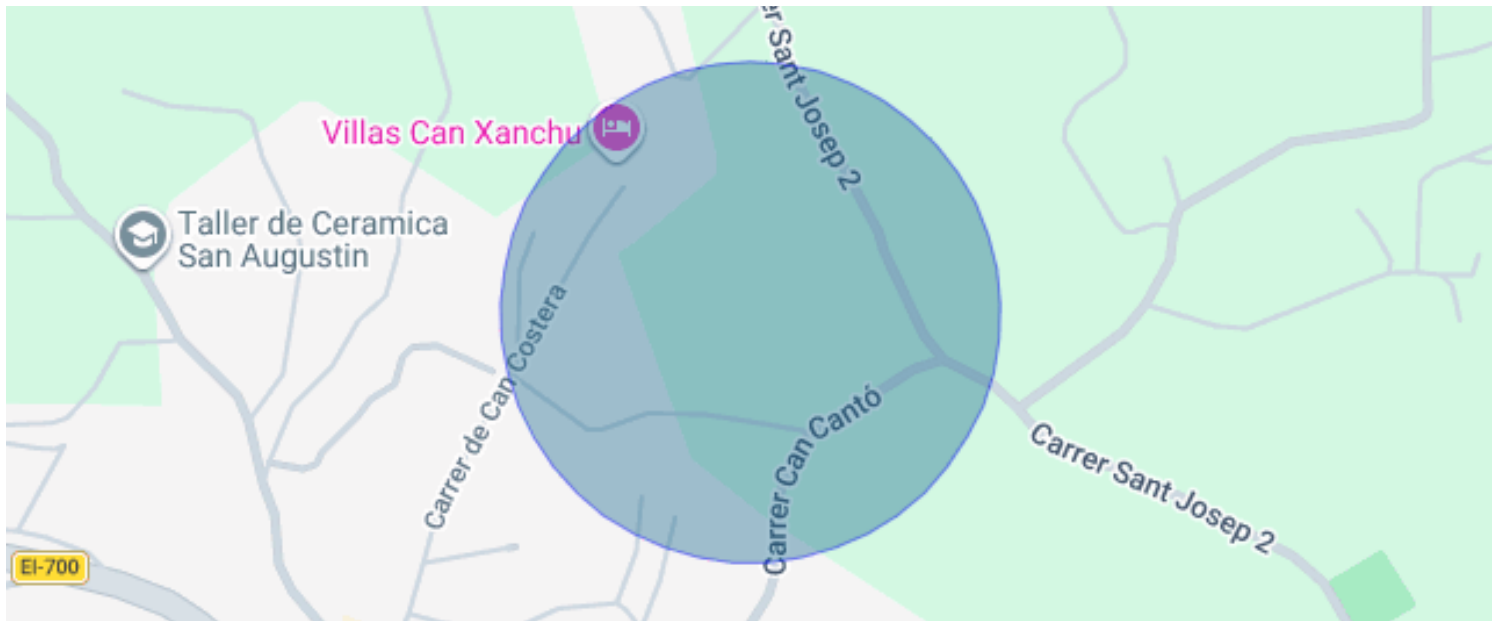 er Sant Josep 2
Villas Can Xanchu
Taller de Ceramica
San Augustin
Carrer de Can Costera
Carrer Can Cantó
Carrer Sant Josep 2
EI-700